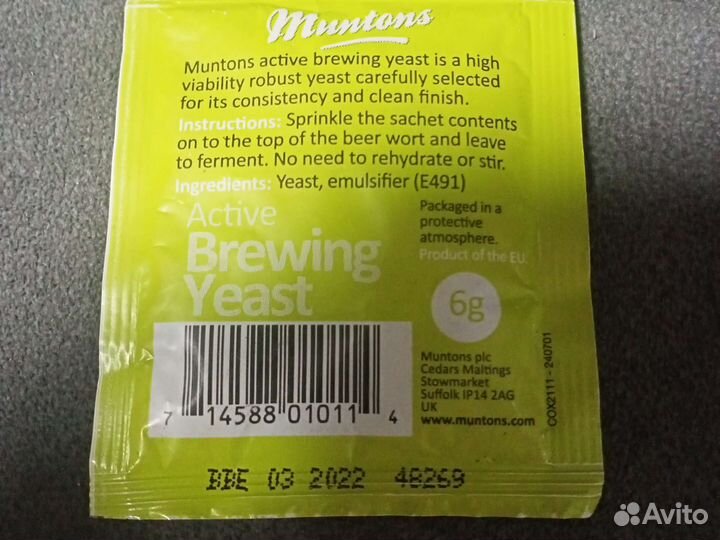 Muntons
Muntons active brewing yeast is a high
viability robust yeast carefully selected
for its consistency and clean finish.
Instructions: Sprinkle the sachet contents
on to the top of the beer wort and leave
to ferment. No need to rehydrate or stir.
Ingredients: Yeast, emulsifier (E491)
Active
Brewing
Yeast
Packaged in a
protective
atmosphere.
Product of the EU.
6g
7 14588 01011 4
Muntons plc
Cedars Maltings
Stowmarket
Suffolk IP14 2AG
UK
www.muntons.com
COX2111 - 240701
BBE 03 2022 48269
Avito